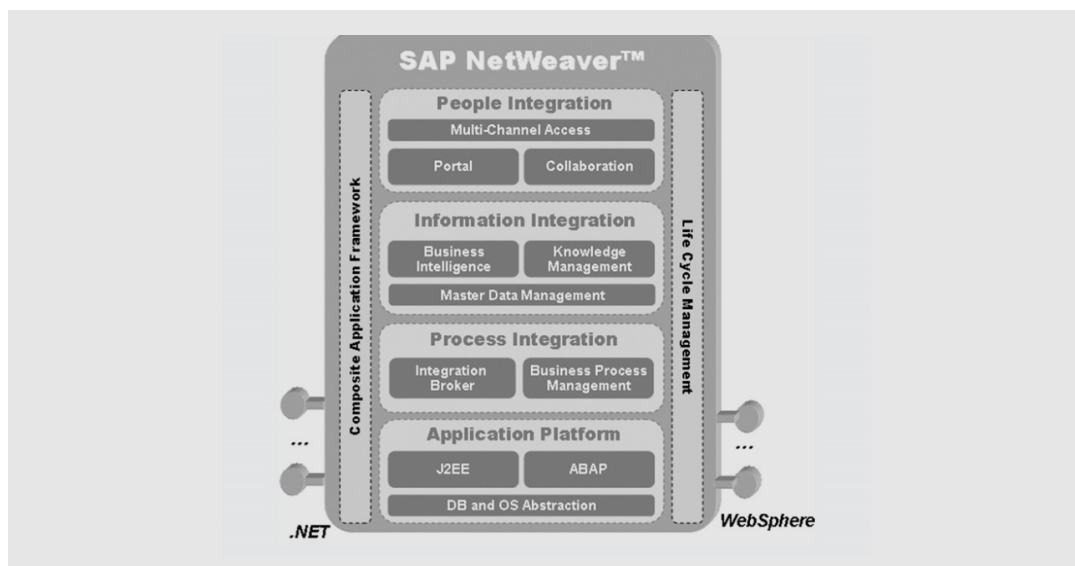 SAP NetWeaver™
Composite Application Framework
People Integration
Multi-Channel Access
Portal
Collaboration
Information Integration
Business
Intelligence
Knowledge
Management
Master Data Management
Process Integration
Integration
Broker
Business Process
Management
Application Platform
J2EE
ABAP
DB and OS Abstraction
Life Cycle Management
...
.NET
...
WebSphere